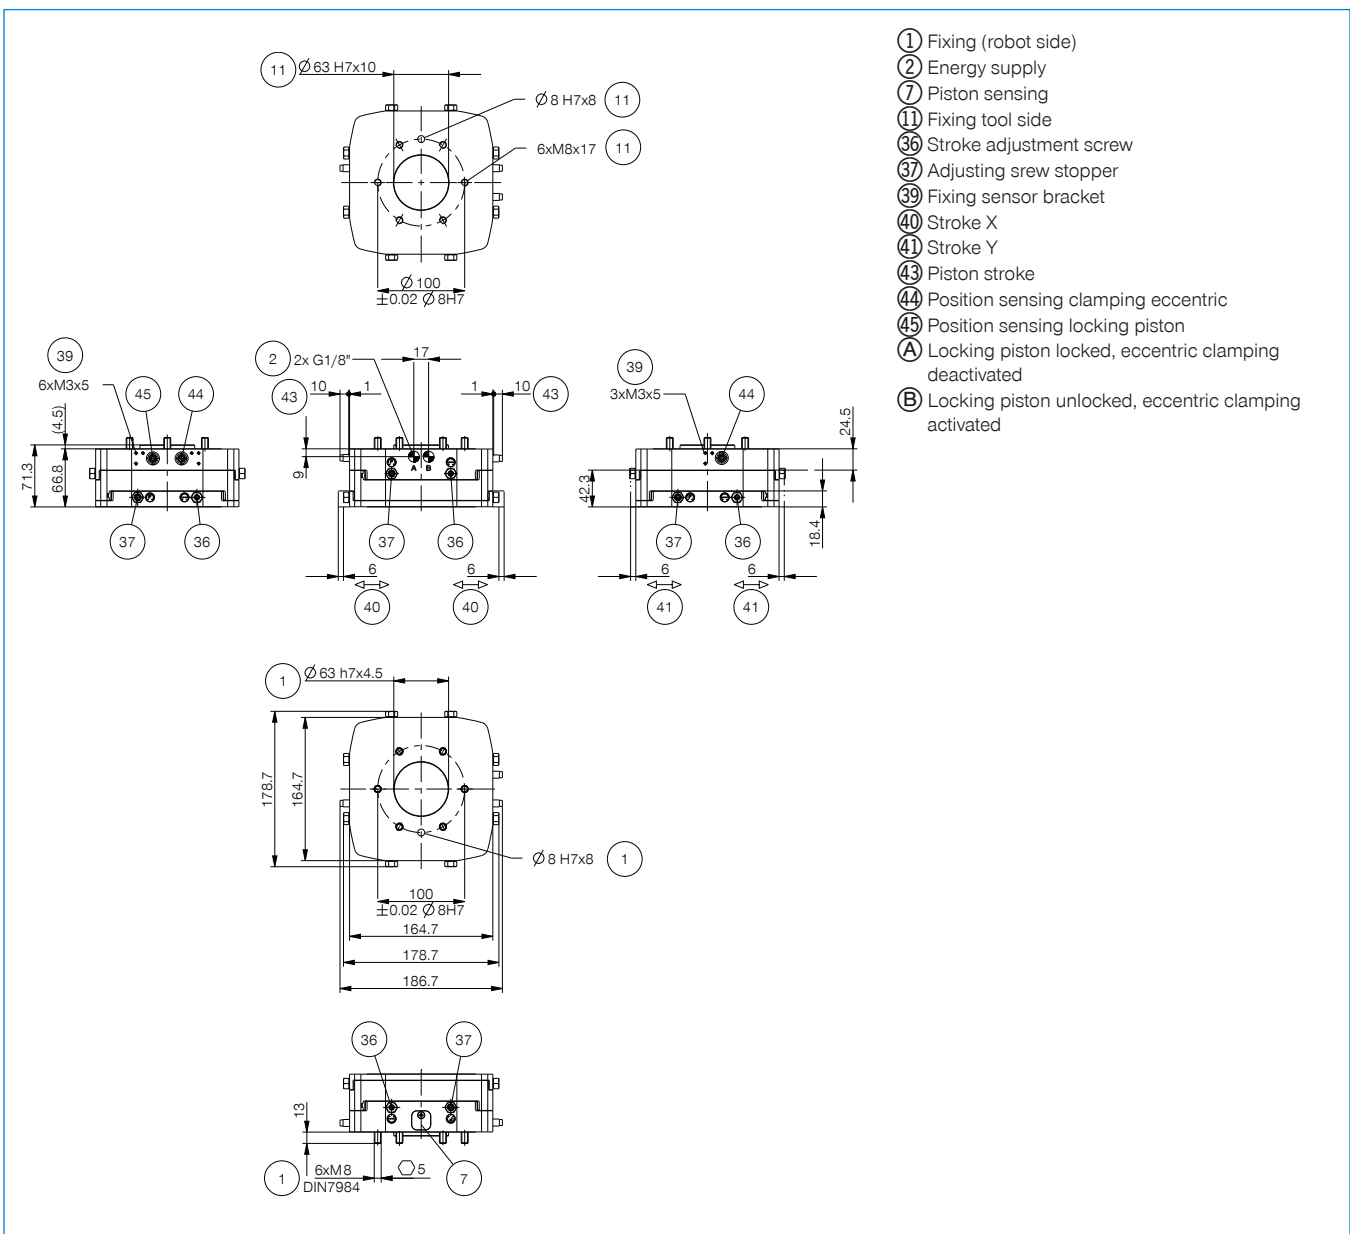 11 Ø 63 H7x10
Ø 8 H7x8 11
6xM8x17 11
Ø 100
±0.02 Ø 8H7
1 Fixing (robot side)
2 Energy supply
7 Piston sensing
11 Fixing tool side
36 Stroke adjustment screw
37 Adjusting srew stopper
39 Fixing sensor bracket
40 Stroke X
41 Stroke Y
43 Piston stroke
44 Position sensing clamping eccentric
45 Position sensing locking piston
A Locking piston locked, eccentric clamping
deactivated
B Locking piston unlocked, eccentric clamping
activated
39
6xM3x5
45
44
(4.5)
71.3
66.8
37
36
2 2x G1/8"
17
43
10
1
1
10
43
9
A B
37
36
6
6
40
40
39
3xM3x5
44
24.5
42.3
18.4
37
36
6
6
41
41
1 Ø 63 h7x4.5
178.7
164.7
Ø 8 H7x8 1
100
±0.02 Ø 8H7
164.7
178.7
186.7
36
37
13
1
6xM8
DIN7984
5
7